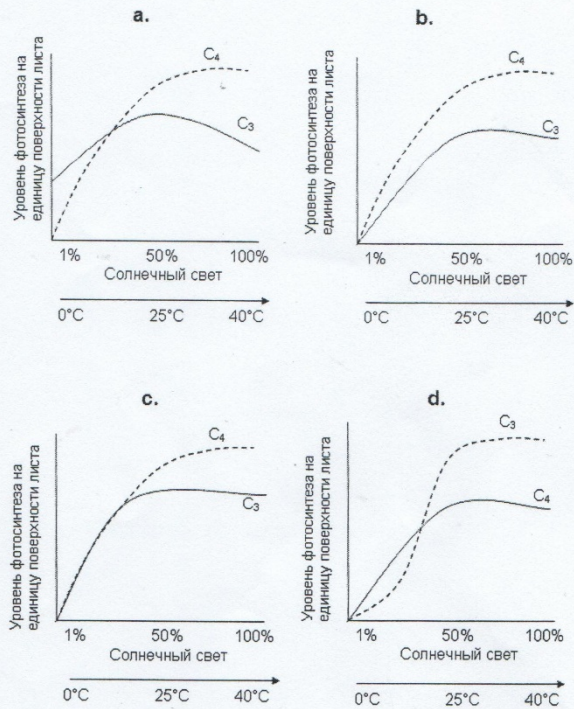 a.
Уровень фотосинтеза на
единицу поверхности листа
C₄
C₃
1% 50% 100%
Солнечный свет
0°C 25°C 40°C
b.
Уровень фотосинтеза на
единицу поверхности листа
C₄
C₃
1% 50% 100%
Солнечный свет
0°C 25°C 40°C
c.
Уровень фотосинтеза на
единицу поверхности листа
C₄
C₃
1% 50% 100%
Солнечный свет
0°C 25°C 40°C
d.
Уровень фотосинтеза на
единицу поверхности листа
C₃
C₄
1% 50% 100%
Солнечный свет
0°C 25°C 40°C